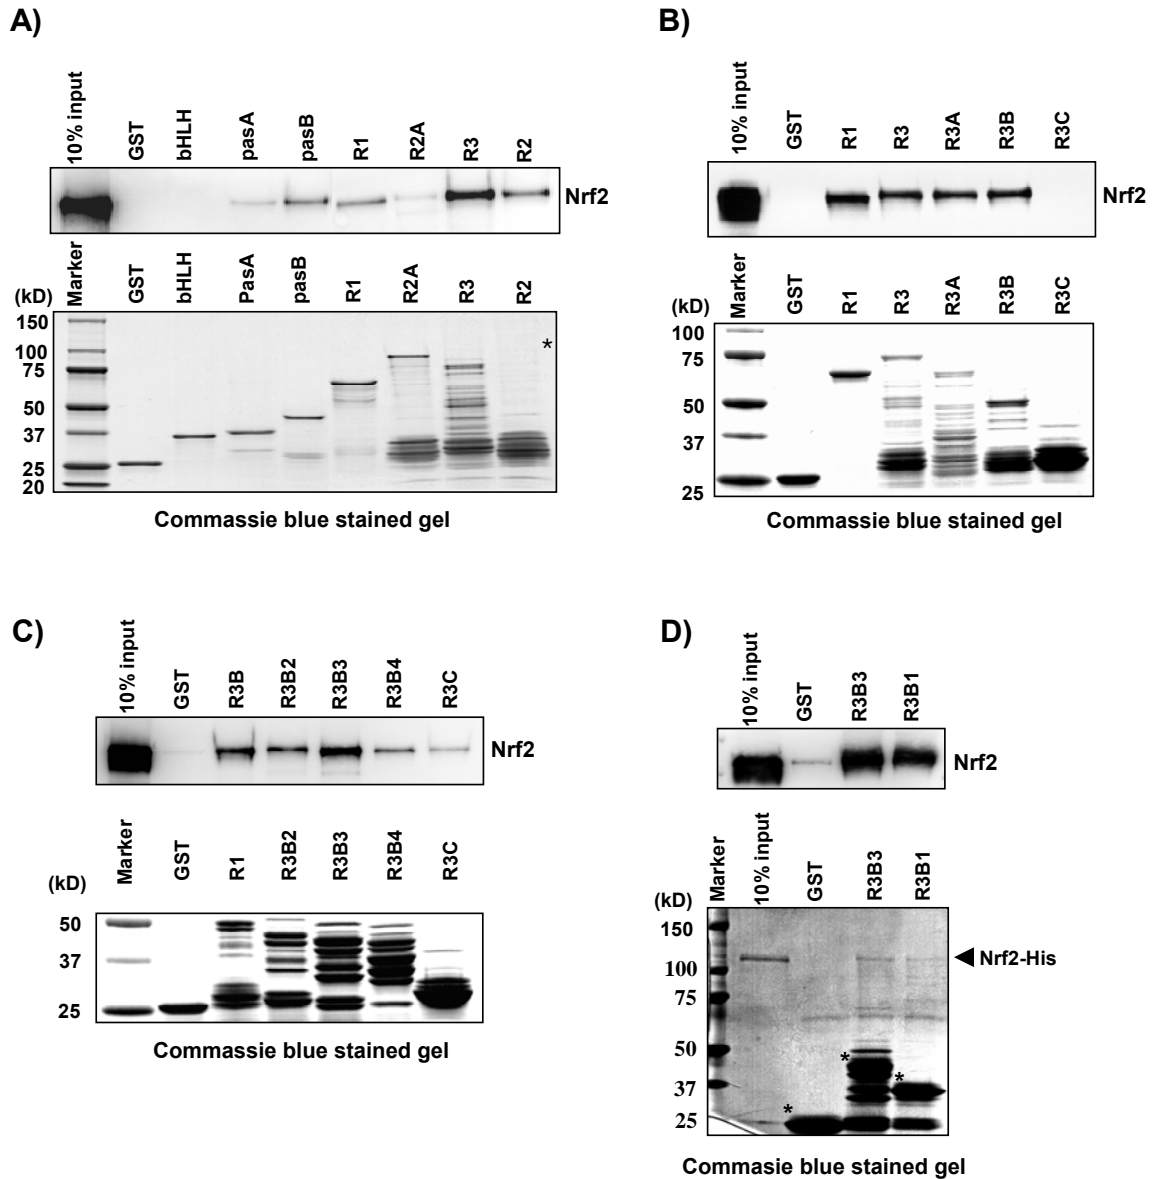 A)
10% input GST bHLH pasA pasB R1 R2A R3 R2
Nrf2
(kD) Marker GST bHLH PasA pasB R1 R2A R3 R2
150
100
75
50
37
25
20
*
Commassie blue stained gel
B)
10% input GST R1 R3 R3A R3B R3C
Nrf2
(kD) Marker GST R1 R3 R3A R3B R3C
100
75
50
37
25
Commassie blue stained gel
C)
10% input GST R3B R3B2 R3B3 R3B4 R3C
Nrf2
(kD) Marker GST R1 R3B2 R3B3 R3B4 R3C
50
37
25
Commassie blue stained gel
D)
10% input GST R3B3 R3B1
Nrf2
(kD) Marker 10% input GST R3B3 R3B1
150
100
75
50
37
25
Nrf2-His
*
*
*
Commasie blue stained gel